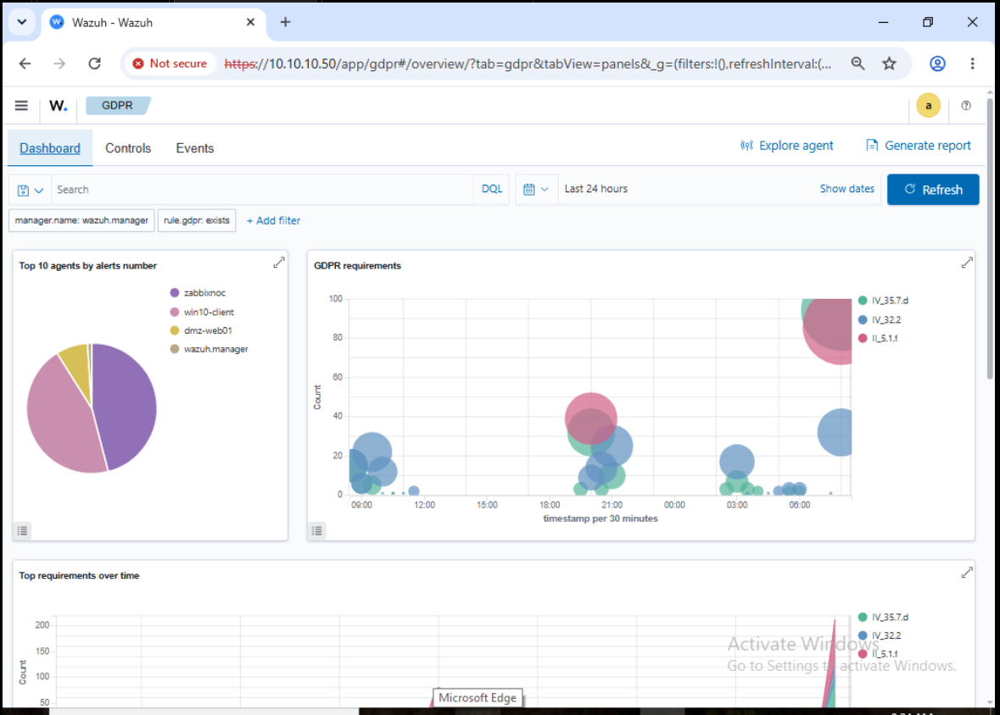 Wazuh - Wazuh
Not secure https://10.10.10.50/app/gdpr#/overview/?tab=gdpr&tabView=panels&_g=(filters:!(),refreshInterval:(...
W. GDPR a
Dashboard Controls Events Explore agent Generate report
Search DQL Last 24 hours Show dates Refresh
manager.name: wazuh.manager rule.gdpr: exists + Add filter
Top 10 agents by alerts number
zabbixnoc
win10-client
dmz-web01
wazuh.manager
GDPR requirements
100
80
60
40
20
0
Count
09:00 12:00 15:00 18:00 21:00 00:00 03:00 06:00
timestamp per 30 minutes
IV_35.7.d
IV_32.2
II_5.1.f
Top requirements over time
200
150
100
50
Count
IV_35.7.d
IV_32.2
II_5.1.f
Activate Windows
Go to Settings to activate Windows.
Microsoft Edge